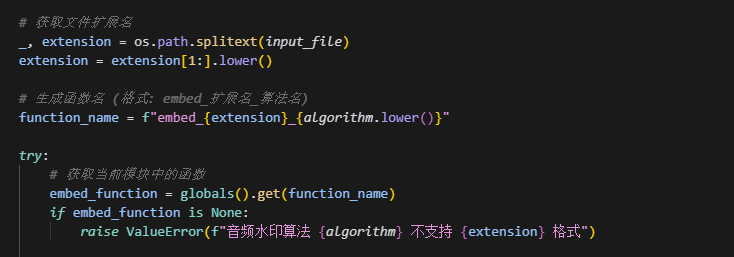 # 获取文件扩展名
_, extension = os.path.splitext(input_file)
extension = extension[1:].lower()
# 生成函数名 (格式: embed_扩展名_算法名)
function_name = f"embed_{extension}_{algorithm.lower()}"
try:
# 获取当前模块中的函数
embed_function = globals().get(function_name)
if embed_function is None:
raise ValueError(f"音频水印算法 {algorithm} 不支持 {extension} 格式")